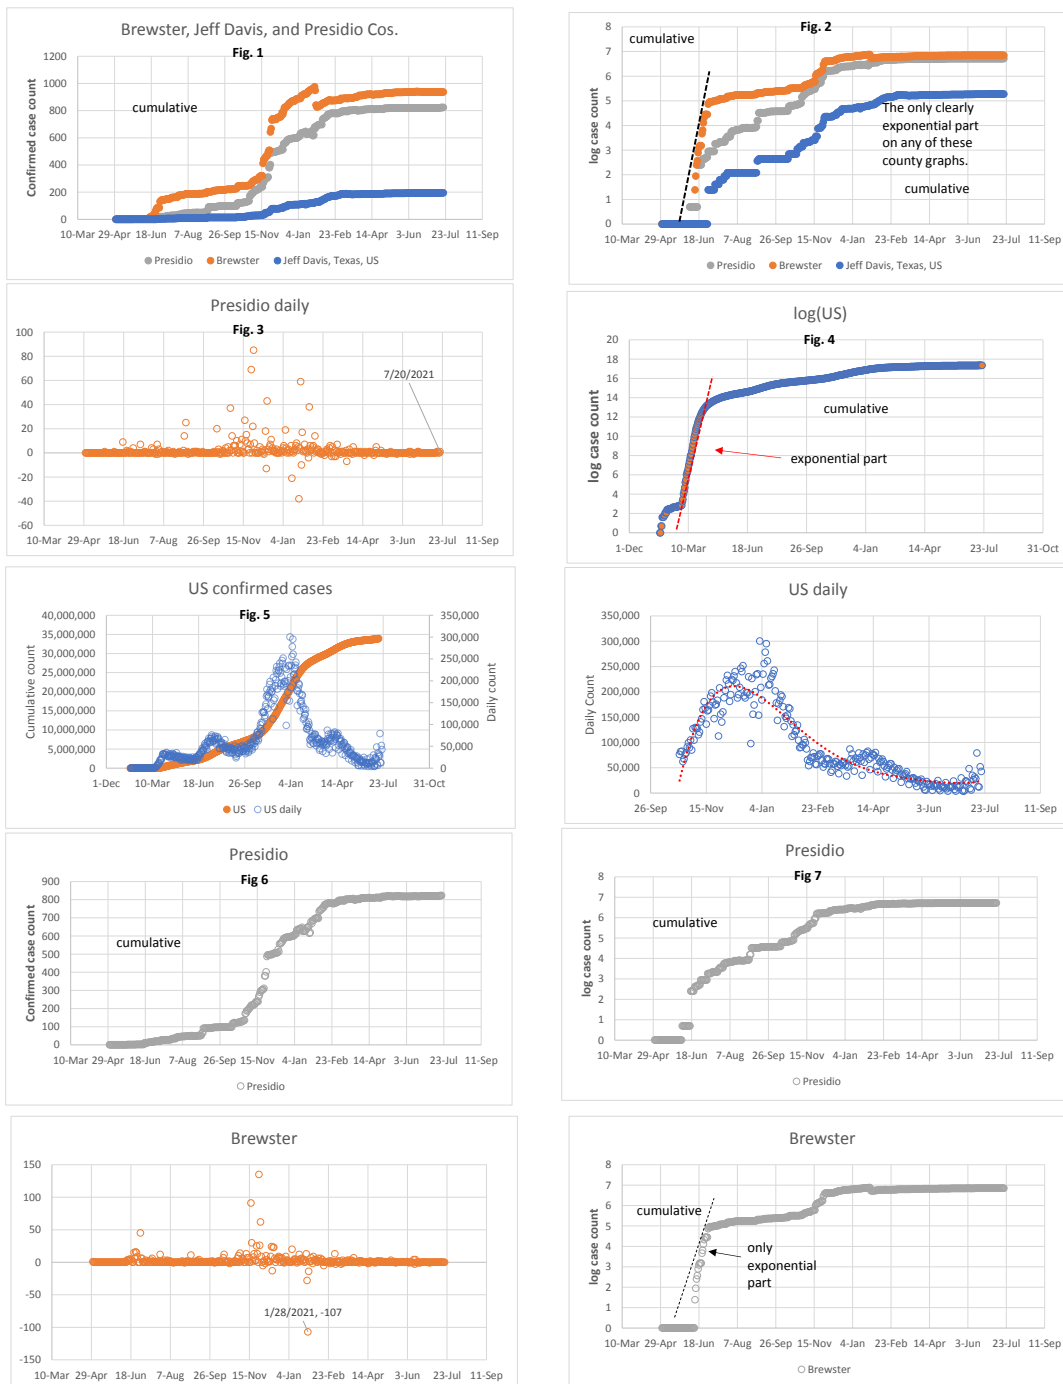 Brewster, Jeff Davis, and Presidio Cos.
Fig. 1
cumulative
Confirmed case count
1200
1000
800
600
400
200
0
10-Mar 29-Apr 18-Jun 7-Aug 26-Sep 15-Nov 4-Jan 23-Feb 14-Apr 3-Jun 23-Jul 11-Sep
Presidio Brewster Jeff Davis, Texas, US
Fig. 2
cumulative
log case count
8
7
6
5
4
3
2
1
0
The only clearly
exponential part
on any of these
county graphs.
cumulative
10-Mar 29-Apr 18-Jun 7-Aug 26-Sep 15-Nov 4-Jan 23-Feb 14-Apr 3-Jun 23-Jul 11-Sep
Presidio Brewster Jeff Davis, Texas, US
Presidio daily
Fig. 3
100
80
60
40
20
0
-20
-40
-60
7/20/2021
10-Mar 29-Apr 18-Jun 7-Aug 26-Sep 15-Nov 4-Jan 23-Feb 14-Apr 3-Jun 23-Jul 11-Sep
log(US)
Fig. 4
log case count
20
18
16
14
12
10
8
6
4
2
0
cumulative
exponential part
1-Dec 10-Mar 18-Jun 26-Sep 4-Jan 14-Apr 23-Jul 31-Oct
US confirmed cases
Fig. 5
Cumulative count
40,000,000
35,000,000
30,000,000
25,000,000
20,000,000
15,000,000
10,000,000
5,000,000
0
350,000
300,000
250,000
200,000
150,000
100,000
50,000
0
Daily count
1-Dec 10-Mar 18-Jun 26-Sep 4-Jan 14-Apr 23-Jul 31-Oct
US US daily
US daily
Daily Count
350,000
300,000
250,000
200,000
150,000
100,000
50,000
0
26-Sep 15-Nov 4-Jan 23-Feb 14-Apr 3-Jun 23-Jul 11-Sep
Presidio
Fig 6
cumulative
Confirmed case count
900
800
700
600
500
400
300
200
100
0
10-Mar 29-Apr 18-Jun 7-Aug 26-Sep 15-Nov 4-Jan 23-Feb 14-Apr 3-Jun 23-Jul 11-Sep
Presidio
Presidio
Fig 7
cumulative
log case count
8
7
6
5
4
3
2
1
0
10-Mar 29-Apr 18-Jun 7-Aug 26-Sep 15-Nov 4-Jan 23-Feb 14-Apr 3-Jun 23-Jul 11-Sep
Presidio
Brewster
150
100
50
0
-50
-100
-150
1/28/2021, -107
10-Mar 29-Apr 18-Jun 7-Aug 26-Sep 15-Nov 4-Jan 23-Feb 14-Apr 3-Jun 23-Jul 11-Sep
Brewster
log case count
8
7
6
5
4
3
2
1
0
cumulative
only
exponential
part
10-Mar 29-Apr 18-Jun 7-Aug 26-Sep 15-Nov 4-Jan 23-Feb 14-Apr 3-Jun 23-Jul 11-Sep
Brewster